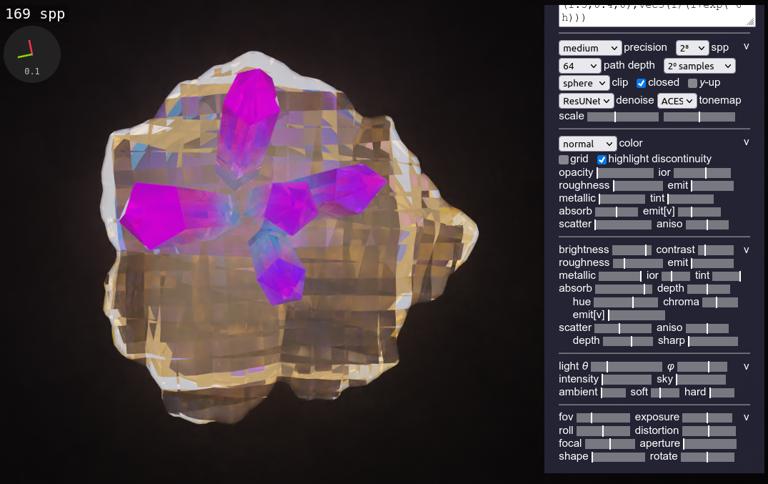 169 spp
0.1
h)))
medium precision 2⁸ spp v
64 path depth 2⁰ samples
sphere clip closed y-up
ResUNet denoise ACES tonemap
scale
normal color v
grid highlight discontinuity
opacity ior
roughness emit
metallic tint
absorb emit[v]
scatter aniso
brightness contrast v
roughness emit
metallic ior tint
absorb depth
hue chroma
emit[v]
scatter aniso
depth sharp
light θ φ v
intensity sky
ambient soft hard
fov exposure v
roll distortion
focal aperture
shape rotate